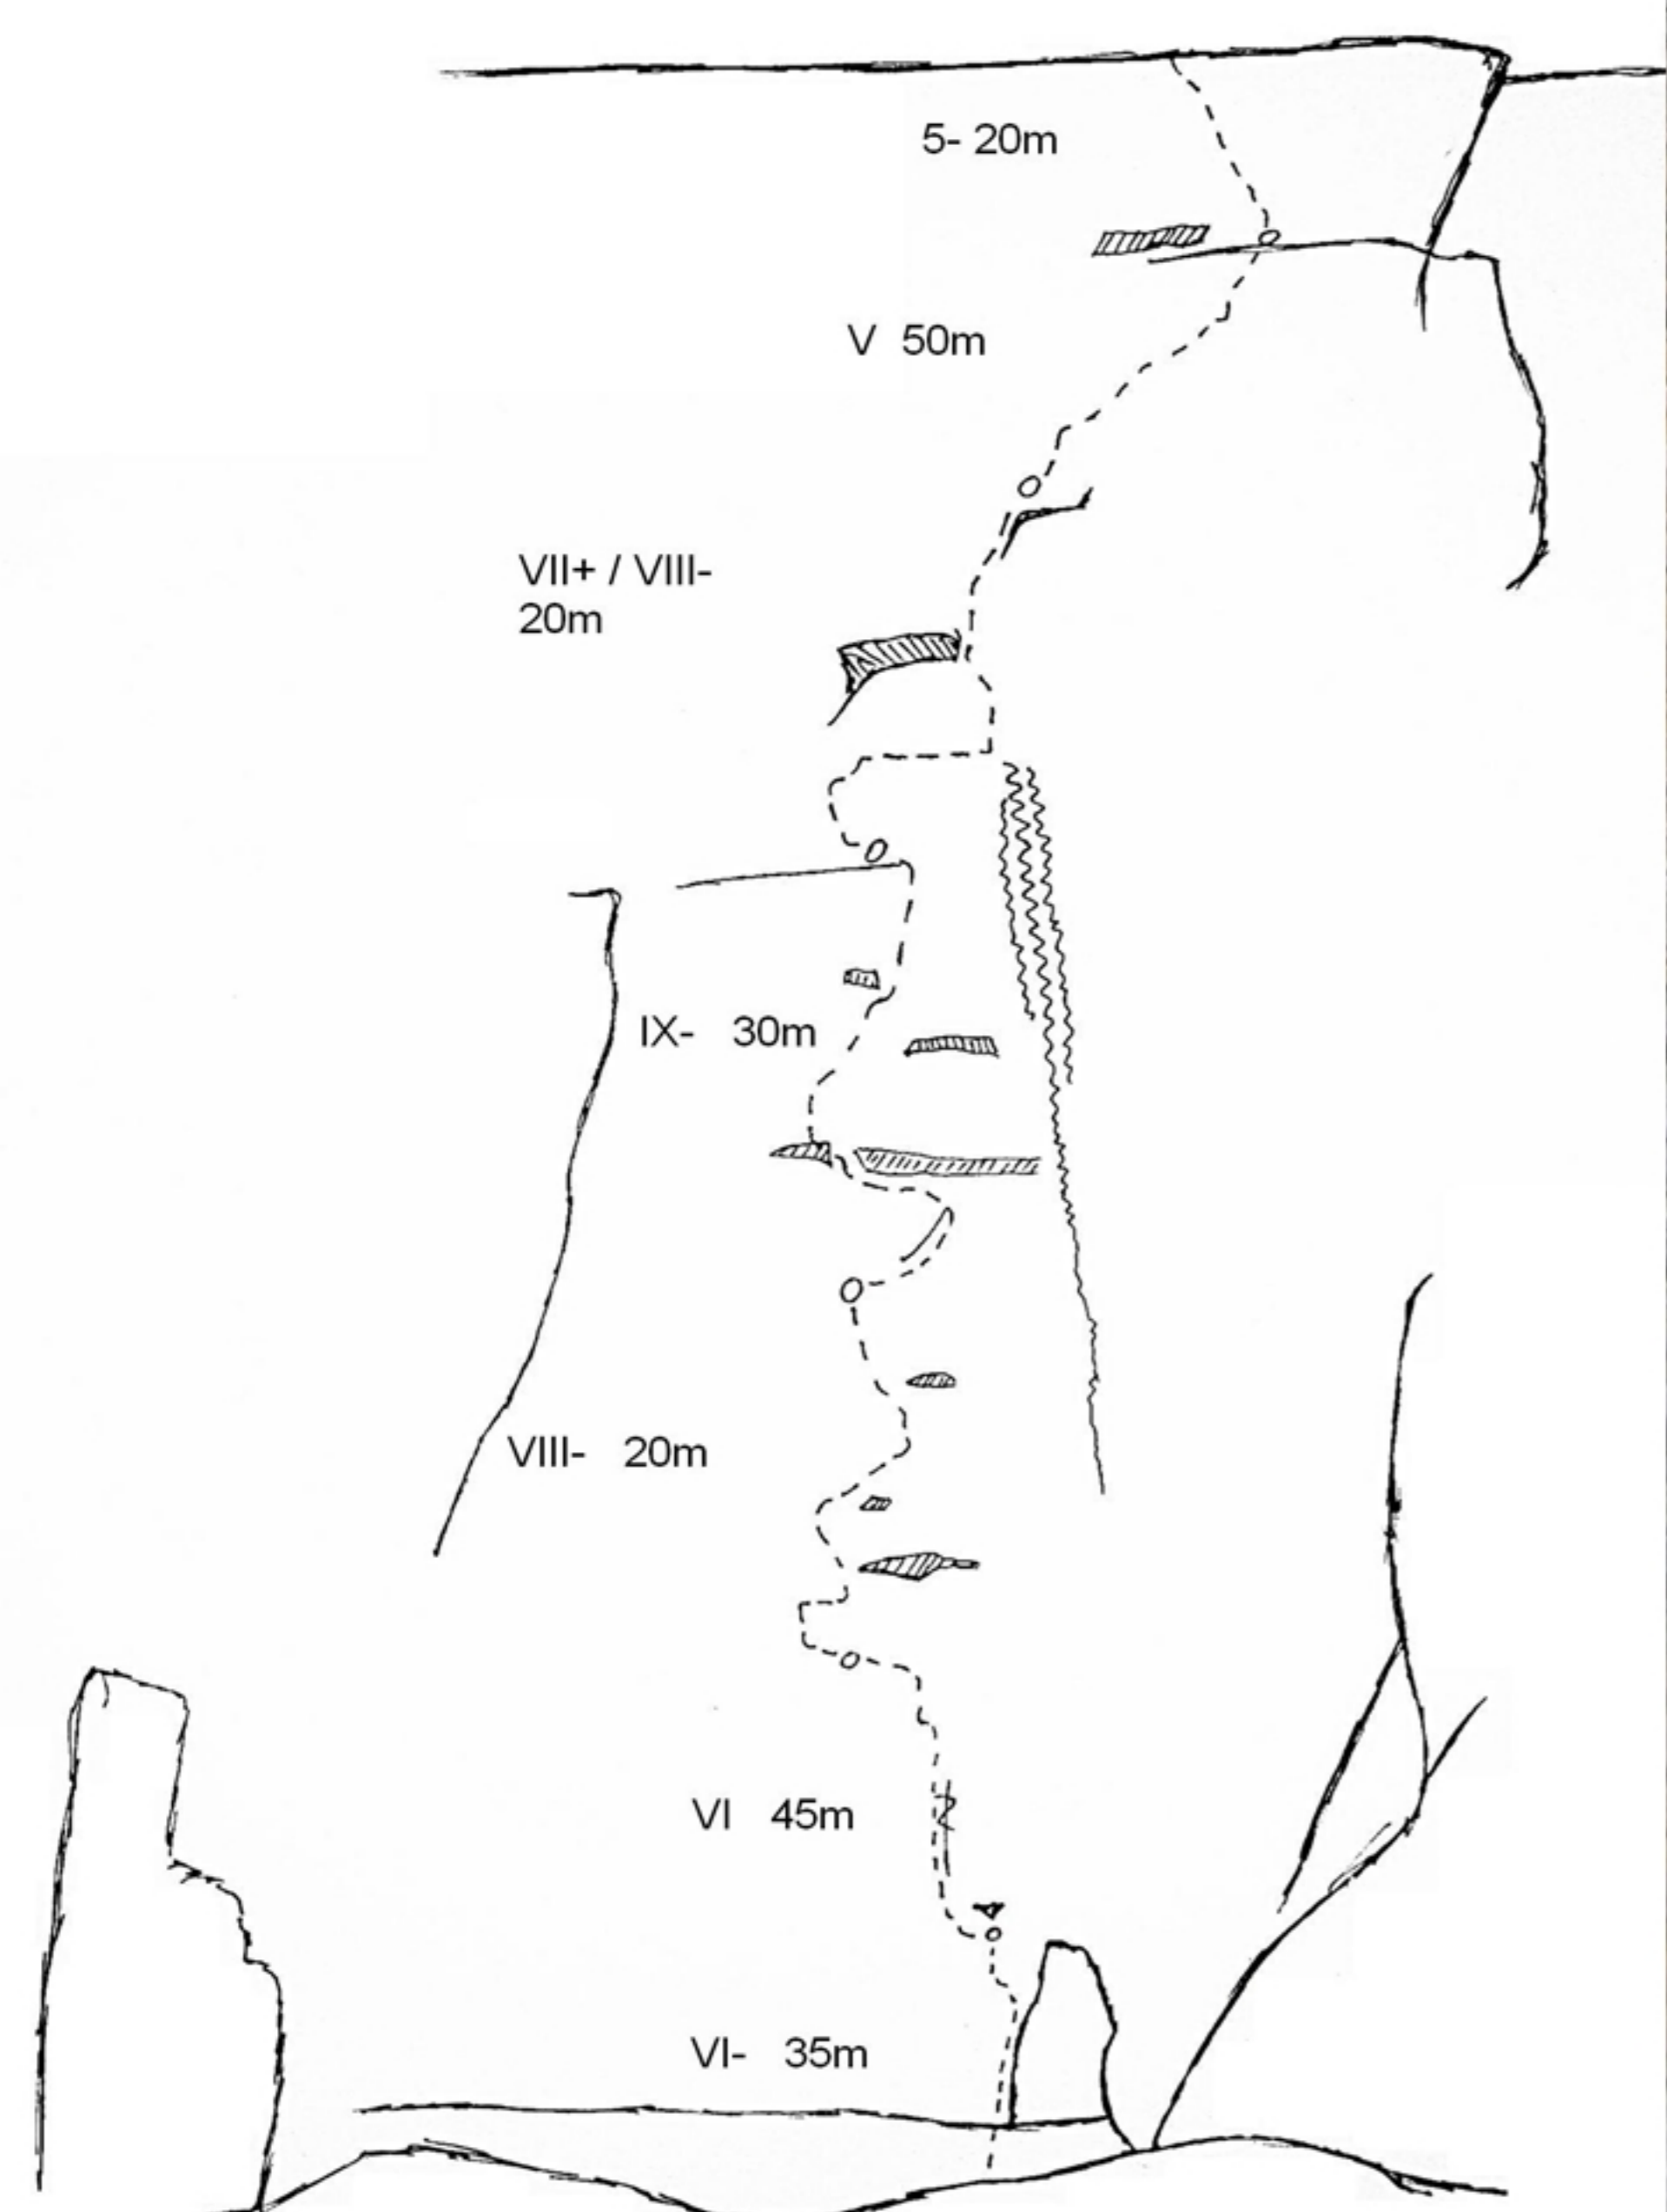 5- 20m
V 50m
VII+ / VIII-
20m
IX- 30m
VIII- 20m
VI 45m
VI- 35m